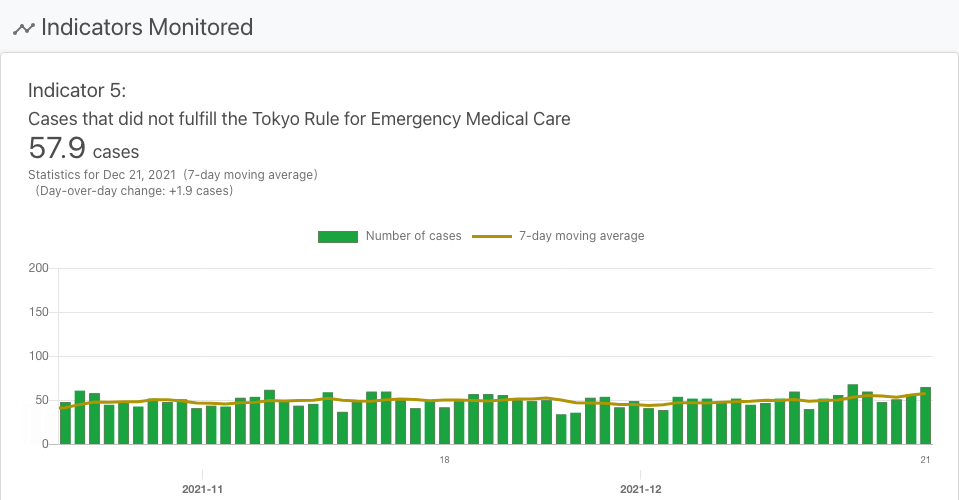 Indicators Monitored
Indicator 5:
Cases that did not fulfill the Tokyo Rule for Emergency Medical Care
57.9 cases
Statistics for Dec 21, 2021 (7-day moving average)
(Day-over-day change: +1.9 cases)
Number of cases 7-day moving average
200
150
100
50
0
18 21
2021-11 2021-12